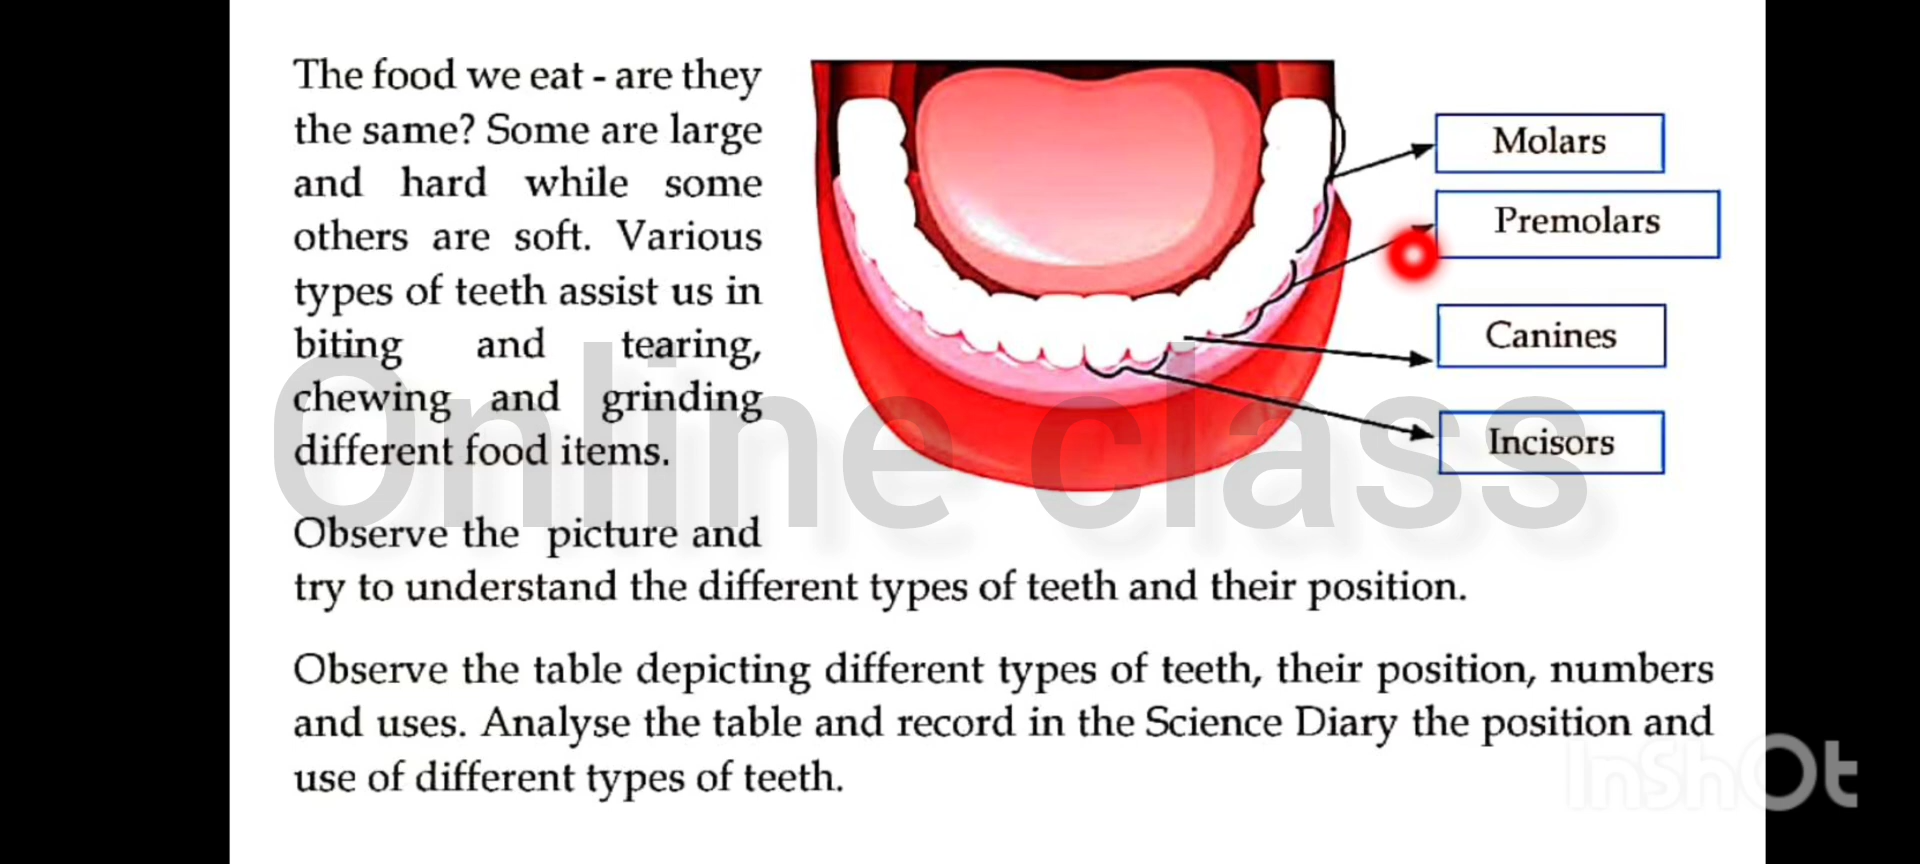 The food we eat - are they
the same? Some are large
and hard while some
others are soft. Various
types of teeth assist us in
biting and tearing,
chewing and grinding
different food items.
Observe the picture and
try to understand the different types of teeth and their position.
Observe the table depicting different types of teeth, their position, numbers
and uses. Analyse the table and record in the Science Diary the position and
use of different types of teeth.
Molars
Premolars
Canines
Incisors
Online class
InShOt